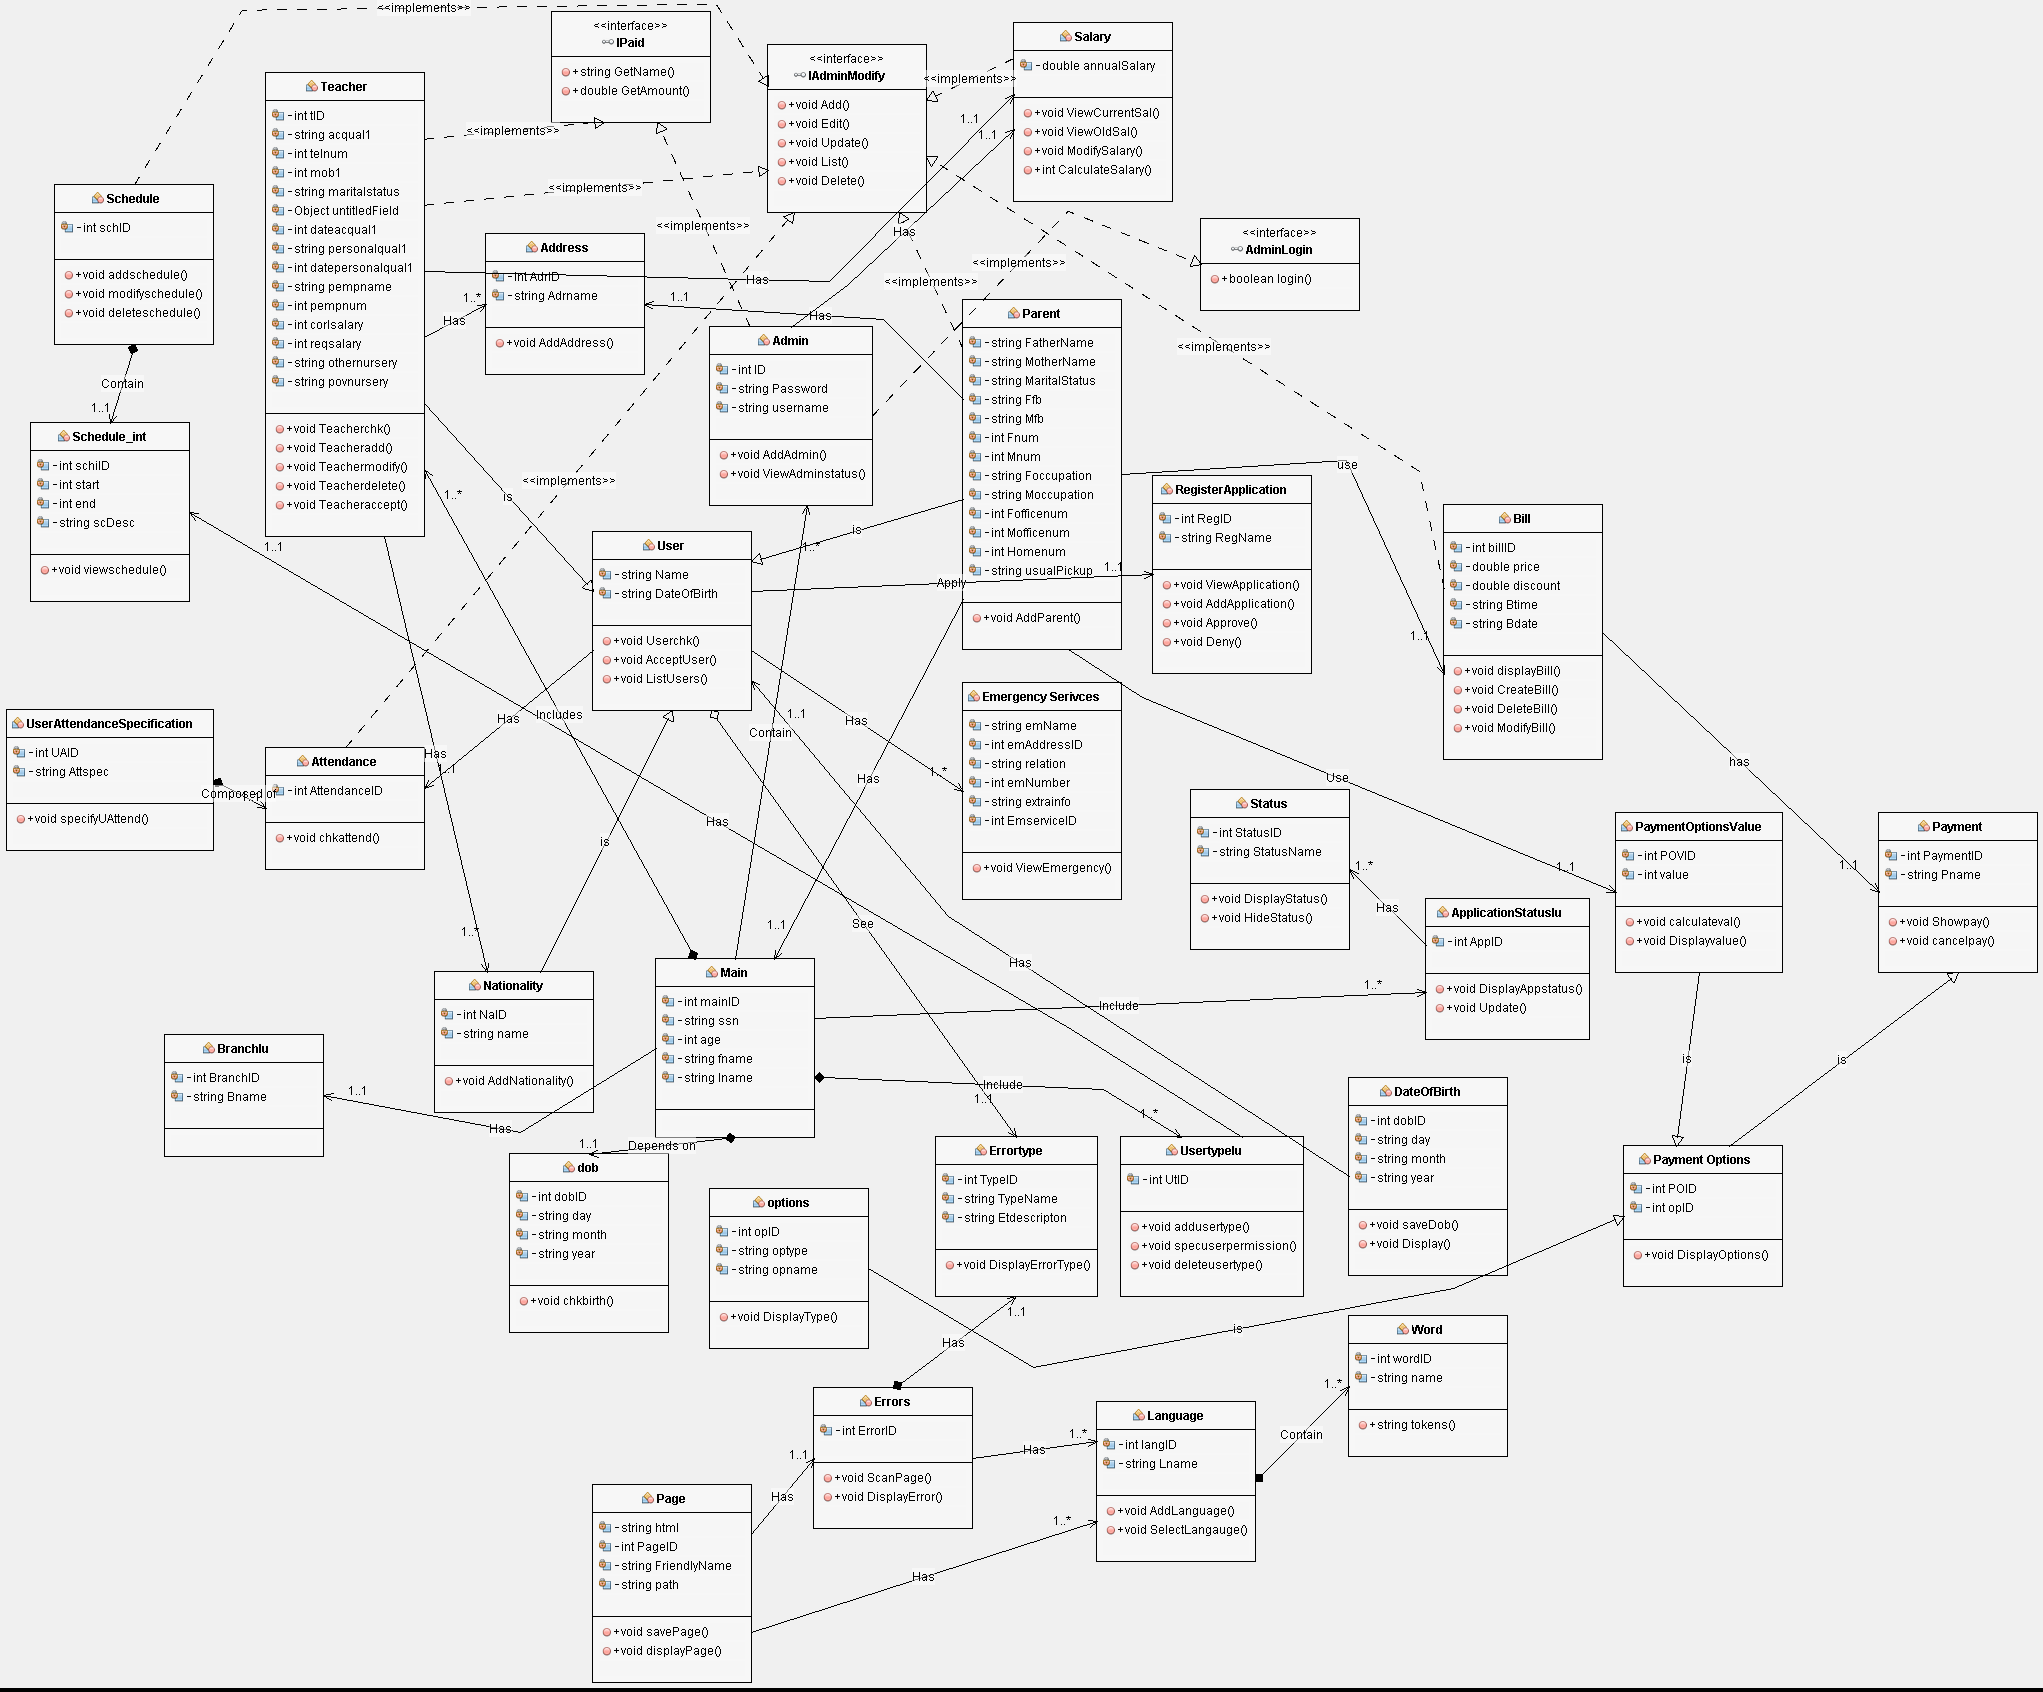 <<implements>>
<<interface>>
IPaid
+string GetName()
+double GetAmount()
<<interface>>
IAdminModify
+void Add()
+void Edit()
+void Update()
+void List()
+void Delete()
Salary
-double annualSalary
+void ViewCurrentSal()
+void ViewOldSal()
+void ModifySalary()
+int CalculateSalary()
<<implements>>
1..1
1..1
Teacher
-int tID
-string acqual1
-int telnum
-int mob1
-string maritalstatus
-Object untitledField
-int dateacqual1
-string personalqual1
-int datepersonalqual1
-string pempname
-int pempnum
-int corlsalary
-int reqsalary
-string othernursery
-string povnursery
+void Teacherchk()
+void Teacheradd()
+void Teachermodify()
+void Teacherdelete()
+void Teacheraccept()
<<implements>>
<<implements>>
<<implements>>
Has
<<interface>>
AdminLogin
+boolean login()
Schedule
-int schID
+void addschedule()
+void modifyschedule()
+void deleteschedule()
Address
-int AdrID
-string Adrname
+void AddAddress()
Has
<<implements>>
<<implements>>
1..*
Has
1..1
Has
<<implements>>
Contain
1..1
Admin
-int ID
-string Password
-string username
+void AddAdmin()
+void ViewAdminstatus()
Parent
-string FatherName
-string MotherName
-string MaritalStatus
-string Ffb
-string Mfb
-int Fnum
-int Mnum
-string Foccupation
-string Moccupation
-int Fofficenum
-int Mofficenum
-int Homenum
-string usualPickup
+void AddParent()
Schedule_int
-int schiID
-int start
-int end
-string scDesc
+void viewschedule()
<<implements>>
use
1..*
is
is
1..*
1..1
RegisterApplication
-int RegID
-string RegName
+void ViewApplication()
+void AddApplication()
+void Approve()
+void Deny()
Bill
-int billID
-double price
-double discount
-string Btime
-string Bdate
+void displayBill()
+void CreateBill()
+void DeleteBill()
+void ModifyBill()
User
-string Name
-string DateOfBirth
+void Userchk()
+void AcceptUser()
+void ListUsers()
Apply
1..1
1..1
UserAttendanceSpecification
-int UAID
-string Attspec
+void specifyUAttend()
Composed of
Attendance
-int AttendanceID
+void chkattend()
Has
Includes
Has
1..1
1..1
Contain
Has
1..*
Has
Emergency Serivces
-string emName
-int emAddressID
-string relation
-int emNumber
-string extrainfo
-int EmserviceID
+void ViewEmergency()
Use
has
1..1
1..1
Status
-int StatusID
-string StatusName
+void DisplayStatus()
+void HideStatus()
1..*
Has
PaymentOptionsValue
-int POVID
-int value
+void calculateval()
+void Displayvalue()
Payment
-int PaymentID
-string Pname
+void Showpay()
+void cancelpay()
is
Has
1..*
1..1
See
ApplicationStatuslu
-int AppID
+void DisplayAppstatus()
+void Update()
Has
1..*
Include
Nationality
-int NaID
-string name
+void AddNationality()
Main
-int mainID
-string ssn
-int age
-string fname
-string lname
Branchlu
-int BranchID
-string Bname
1..1
Has
is
is
Include
1..1
1..*
1..1
Depends on
DateOfBirth
-int dobID
-string day
-string month
-string year
+void saveDob()
+void Display()
dob
-int dobID
-string day
-string month
-string year
+void chkbirth()
options
-int opID
-string optype
-string opname
+void DisplayType()
Errortype
-int TypeID
-string TypeName
-string Etdescripton
+void DisplayErrorType()
Usertypelu
-int UtID
+void addusertype()
+void specuserpermission()
+void deleteusertype()
Payment Options
-int POID
-int opID
+void DisplayOptions()
1..1
Has
is
Word
-int wordID
-string name
+string tokens()
1..*
Contain
Errors
-int ErrorID
+void ScanPage()
+void DisplayError()
1..1
Has
1..*
Has
Language
-int langID
-string Lname
+void AddLanguage()
+void SelectLangauge()
1..*
Has
Page
-string html
-int PageID
-string FriendlyName
-string path
+void savePage()
+void displayPage()